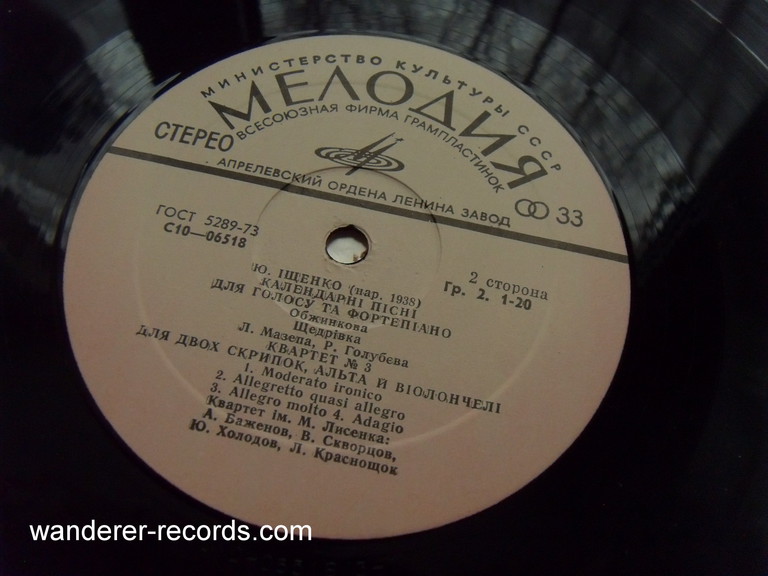 МИНИСТЕРСТВО КУЛЬТУРЫ СССР
МЕЛОДИЯ
ВСЕСОЮЗНАЯ ФИРМА ГРАМПЛАСТИНОК
СТЕРЕО
АПРЕЛЕВСКИЙ ОРДЕНА ЛЕНИНА ЗАВОД
33
ГОСТ 5289-73
С10—06518
2 сторона
Гр. 2. 1-20
Ю. ІЩЕНКО (нар. 1938)
КАЛЕНДАРНІ ПІСНІ
ДЛЯ ГОЛОСУ ТА ФОРТЕПІАНО
Обжинкова
Щедрівка
Л. Мазепа, Р. Голубєва
КВАРТЕТ № 3
ДЛЯ ДВОХ СКРИПОК, АЛЬТА Й ВІОЛОНЧЕЛІ
1. Moderato ironico
2. Allegretto quasi allegro
3. Allegro molto 4. Adagio
Квартет ім. М. Лисенка:
А. Баженов, В. Скворцов,
Ю. Холодов, Л. Краснощок
wanderer-records.com